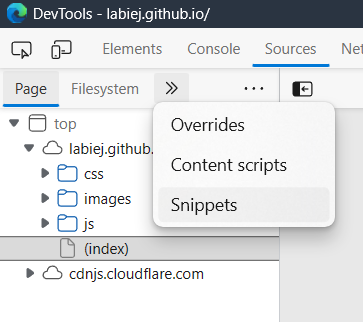 DevTools - labiej.github.io/
Elements Console Sources
Page Filesystem
top
Overrides
labiej.github.
Content scripts
css
images
Snippets
js
(index)
cdnjs.cloudflare.com